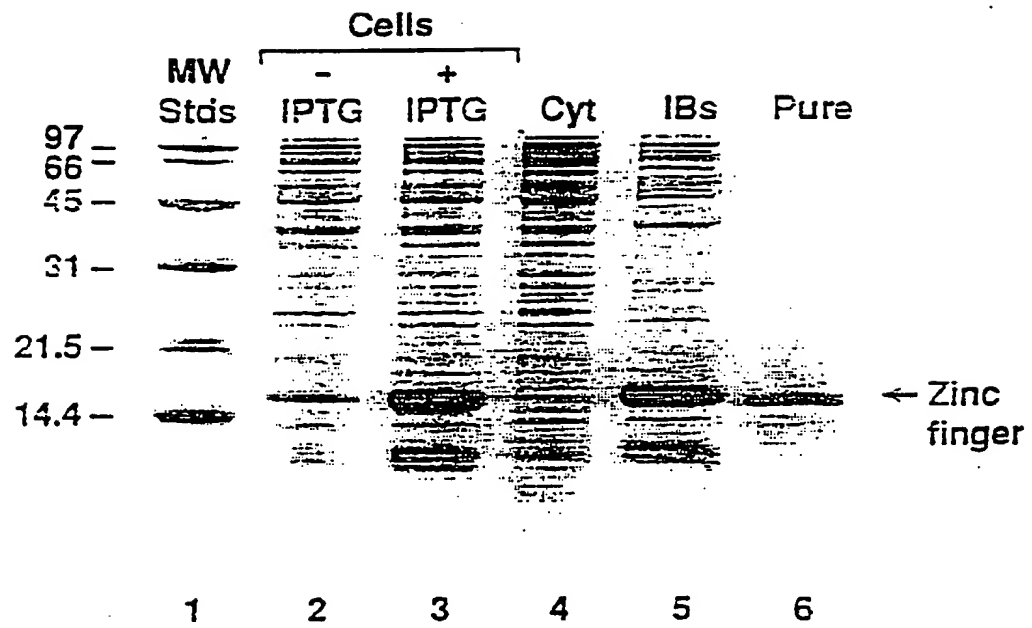 Cells
MW Stds
- IPTG
+ IPTG
Cyt
IBs
Pure
97
66
45
31
21.5
14.4
← Zinc finger
1 2 3 4 5 6